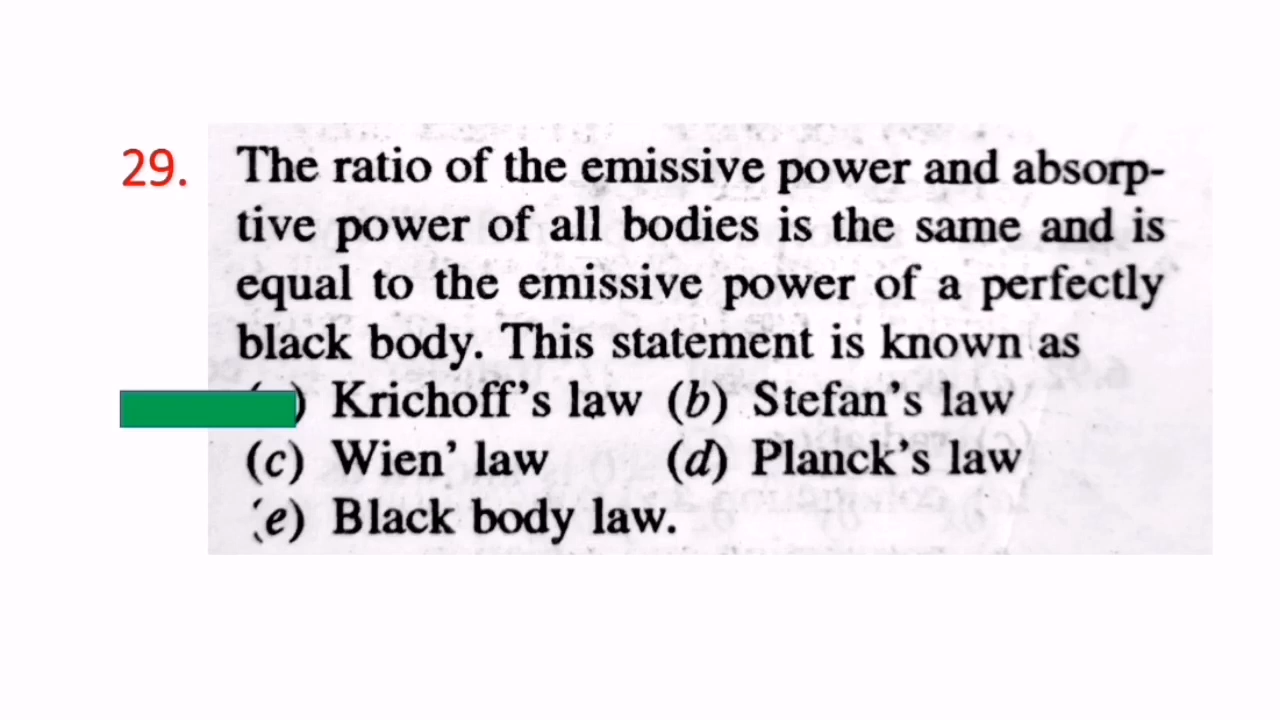 29. The ratio of the emissive power and absorp-
tive power of all bodies is the same and is
equal to the emissive power of a perfectly
black body. This statement is known as
) Krichoff's law (b) Stefan's law
(c) Wien' law (d) Planck's law
(e) Black body law.